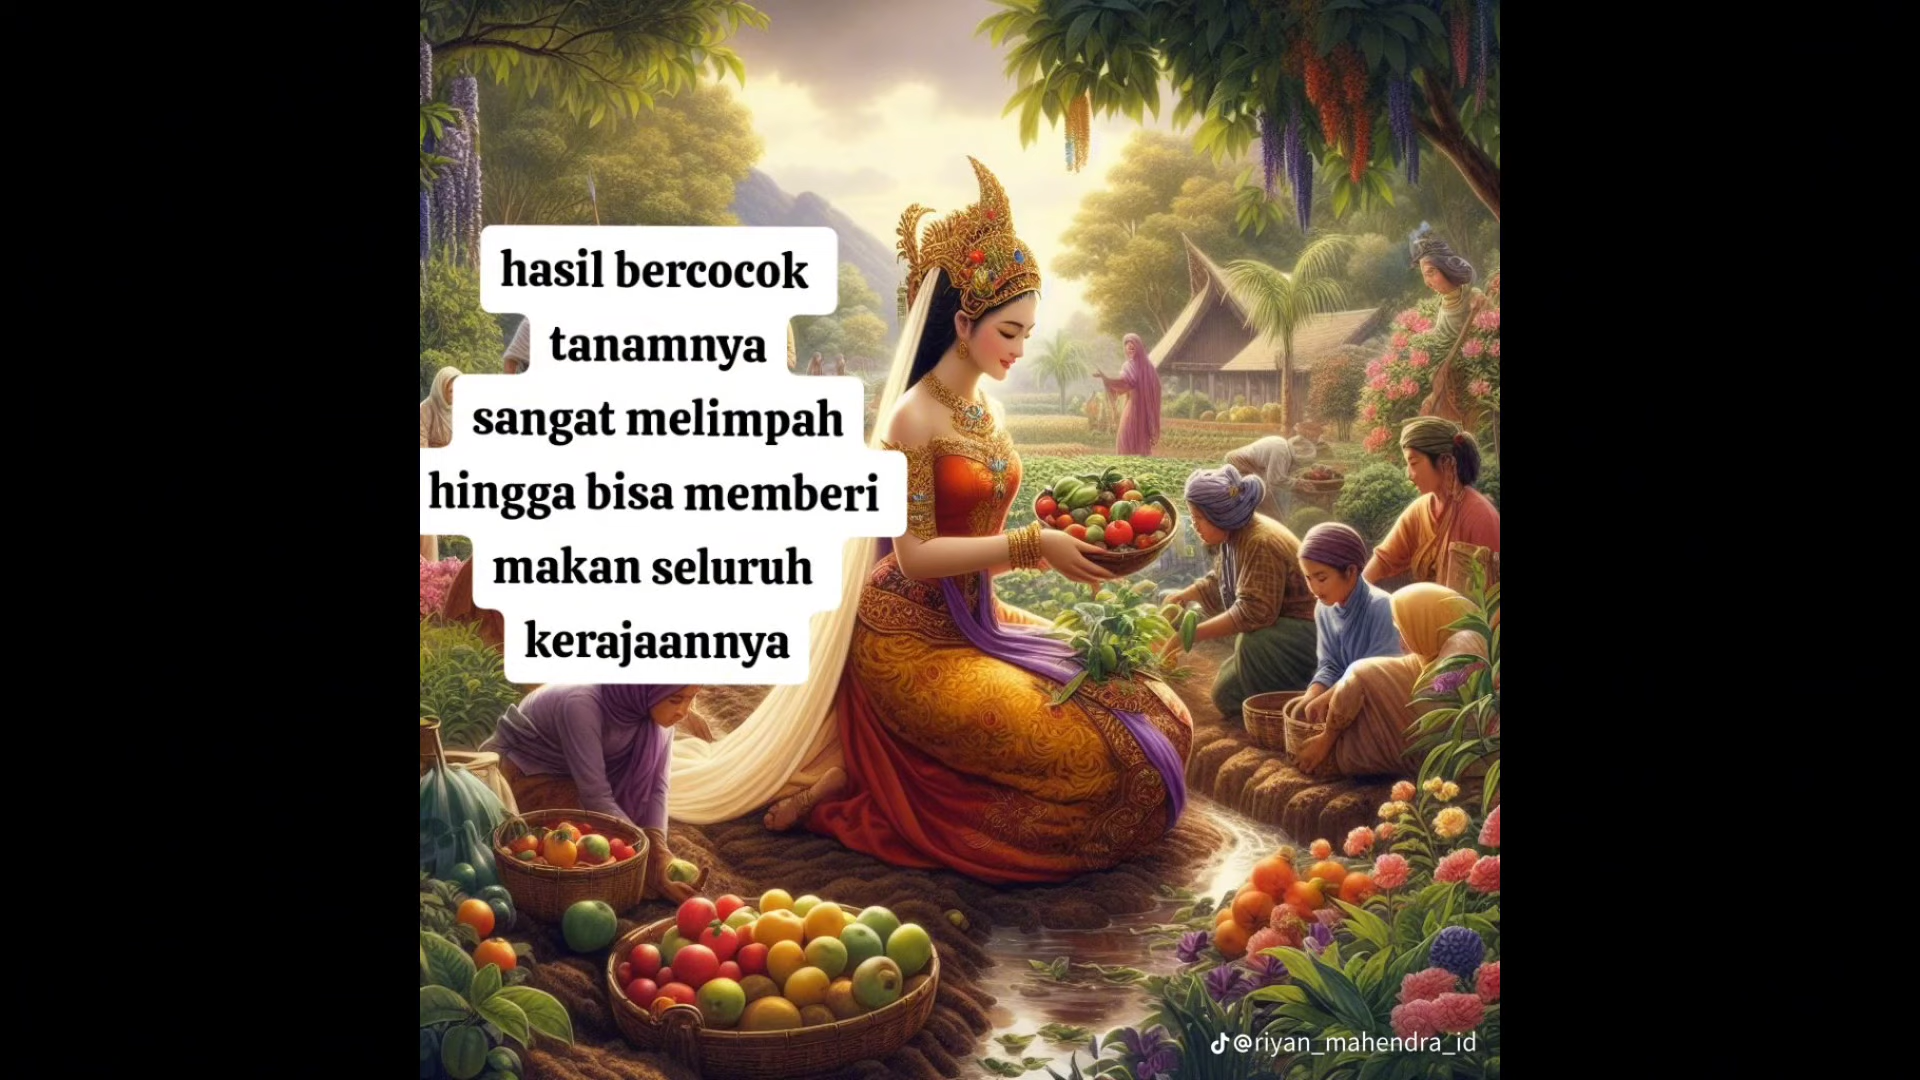 hasil bercocok
tanamnya
sangat melimpah
hingga bisa memberi
makan seluruh
kerajaannya
@riyan_mahendra_id